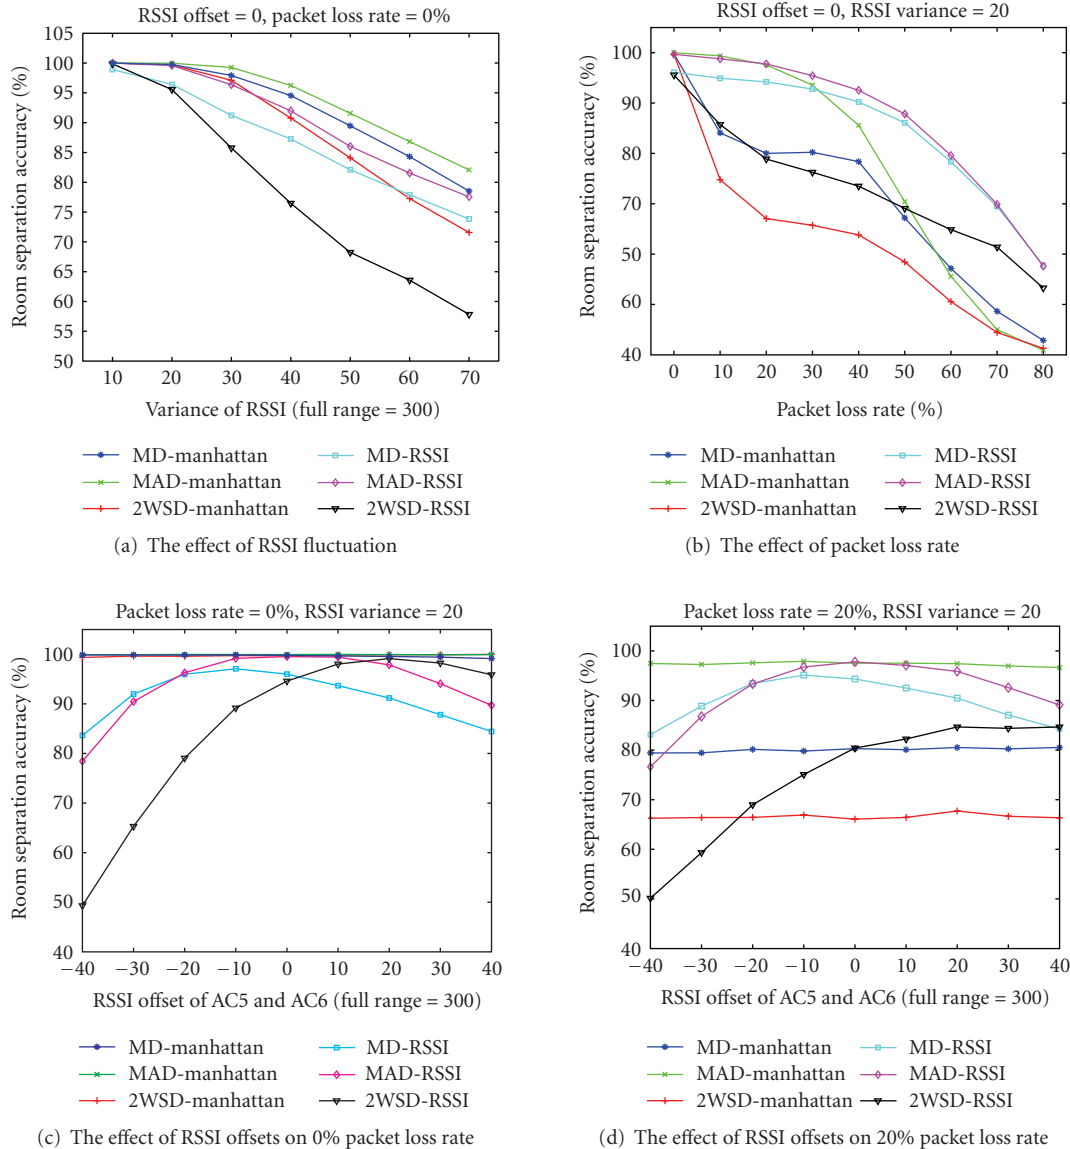 RSSI offset = 0, packet loss rate = 0%
105
100
95
90
85
80
75
70
65
60
55
50
10 20 30 40 50 60 70
Room separation accuracy (%)
Variance of RSSI (full range = 300)
MD-manhattan
MAD-manhattan
2WSD-manhattan
MD-RSSI
MAD-RSSI
2WSD-RSSI
(a) The effect of RSSI fluctuation
RSSI offset = 0, RSSI variance = 20
100
90
80
70
50
60
40
0 10 20 30 40 50 60 70 80
Room separation accuracy (%)
Packet loss rate (%)
MD-manhattan
MAD-manhattan
2WSD-manhattan
MD-RSSI
MAD-RSSI
2WSD-RSSI
(b) The effect of packet loss rate
Packet loss rate = 0%, RSSI variance = 20
100
90
80
70
60
50
40
−40 −30 −20 −10 0 10 20 30 40
Room separation accuracy (%)
RSSI offset of AC5 and AC6 (full range = 300)
MD-manhattan
MAD-manhattan
2WSD-manhattan
MD-RSSI
MAD-RSSI
2WSD-RSSI
(c) The effect of RSSI offsets on 0% packet loss rate
Packet loss rate = 20%, RSSI variance = 20
100
90
80
70
60
50
40
−40 −30 −20 −10 0 10 20 30 40
Room separation accuracy (%)
RSSI offset of AC5 and AC6 (full range = 300)
MD-manhattan
MAD-manhattan
2WSD-manhattan
MD-RSSI
MAD-RSSI
2WSD-RSSI
(d) The effect of RSSI offsets on 20% packet loss rate